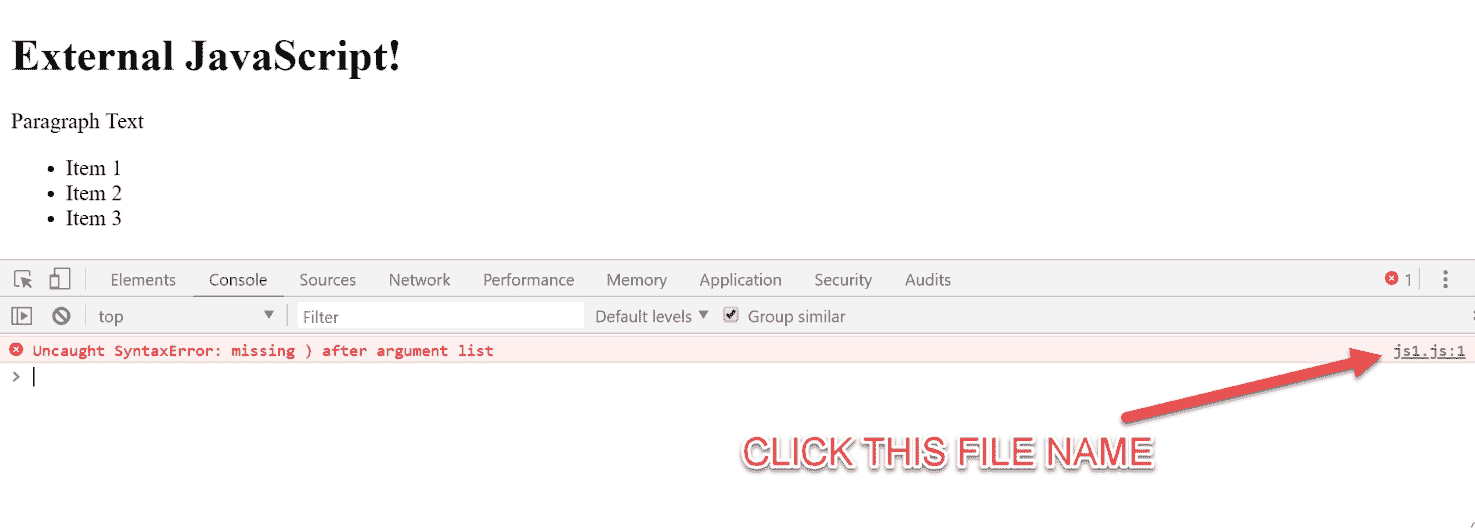 External JavaScript!
Paragraph Text
Item 1
Item 2
Item 3
Elements Console Sources Network Performance Memory Application Security Audits 1
top Filter Default levels Group similar
Uncaught SyntaxError: missing ) after argument list js1.js:1
>
CLICK THIS FILE NAME